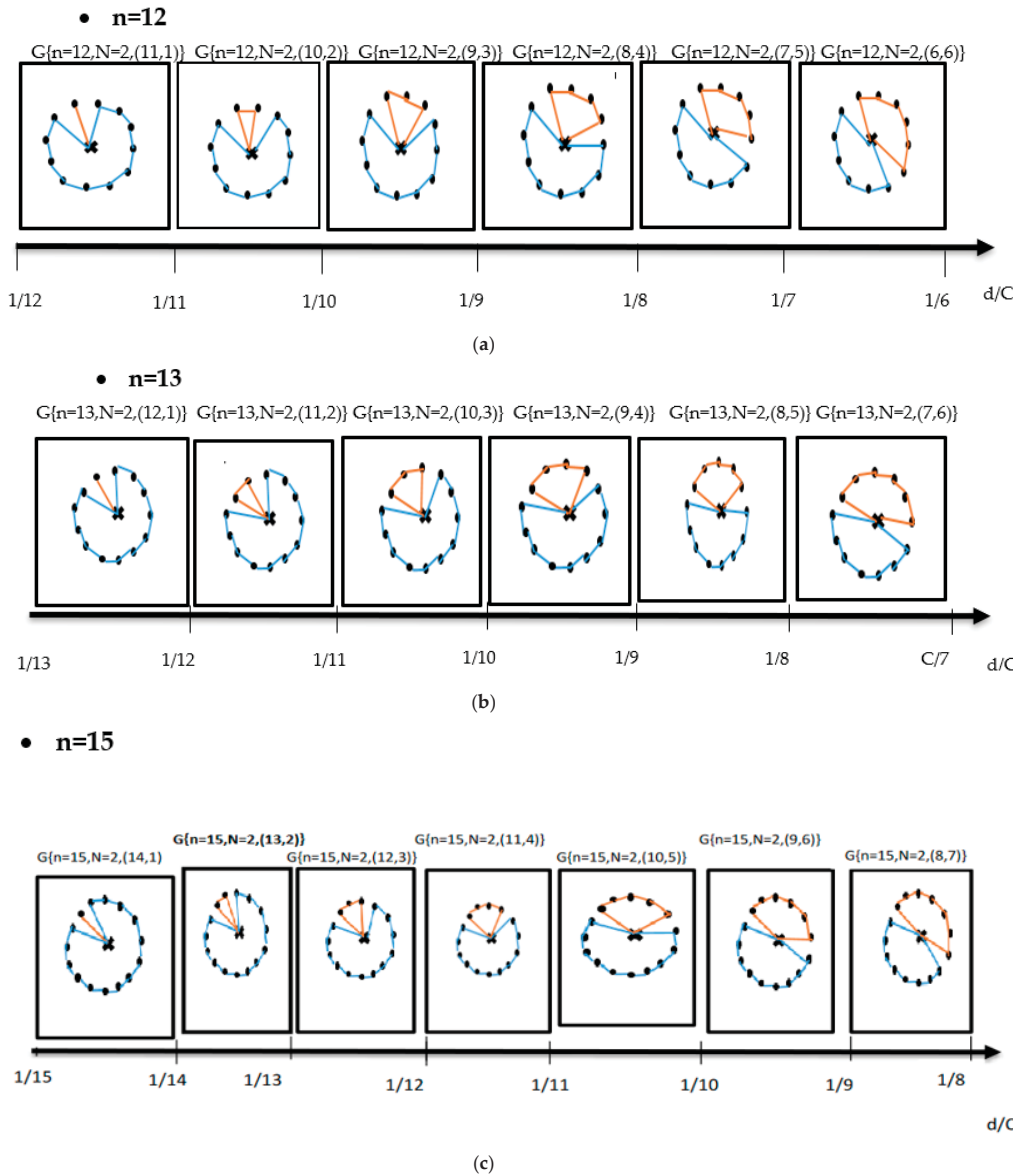 • n=12
G{n=12,N=2,(11,1)} G{n=12,N=2,(10,2)} G{n=12,N=2,(9,3)} G{n=12,N=2,(8,4)} G{n=12,N=2,(7,5)} G{n=12,N=2,(6,6)}
1/12 1/11 1/10 1/9 1/8 1/7 1/6 d/C
(a)
• n=13
G{n=13,N=2,(12,1)} G{n=13,N=2,(11,2)} G{n=13,N=2,(10,3)} G{n=13,N=2,(9,4)} G{n=13,N=2,(8,5)} G{n=13,N=2,(7,6)}
1/13 1/12 1/11 1/10 1/9 1/8 C/7 d/C
(b)
• n=15
G{n=15,N=2,(14,1) G{n=15,N=2,(13,2)} G{n=15,N=2,(12,3)} G{n=15,N=2,(11,4)} G{n=15,N=2,(10,5)} G{n=15,N=2,(9,6)} G{n=15,N=2,(8,7)}
1/15 1/14 1/13 1/12 1/11 1/10 1/9 1/8
d/C
(c)